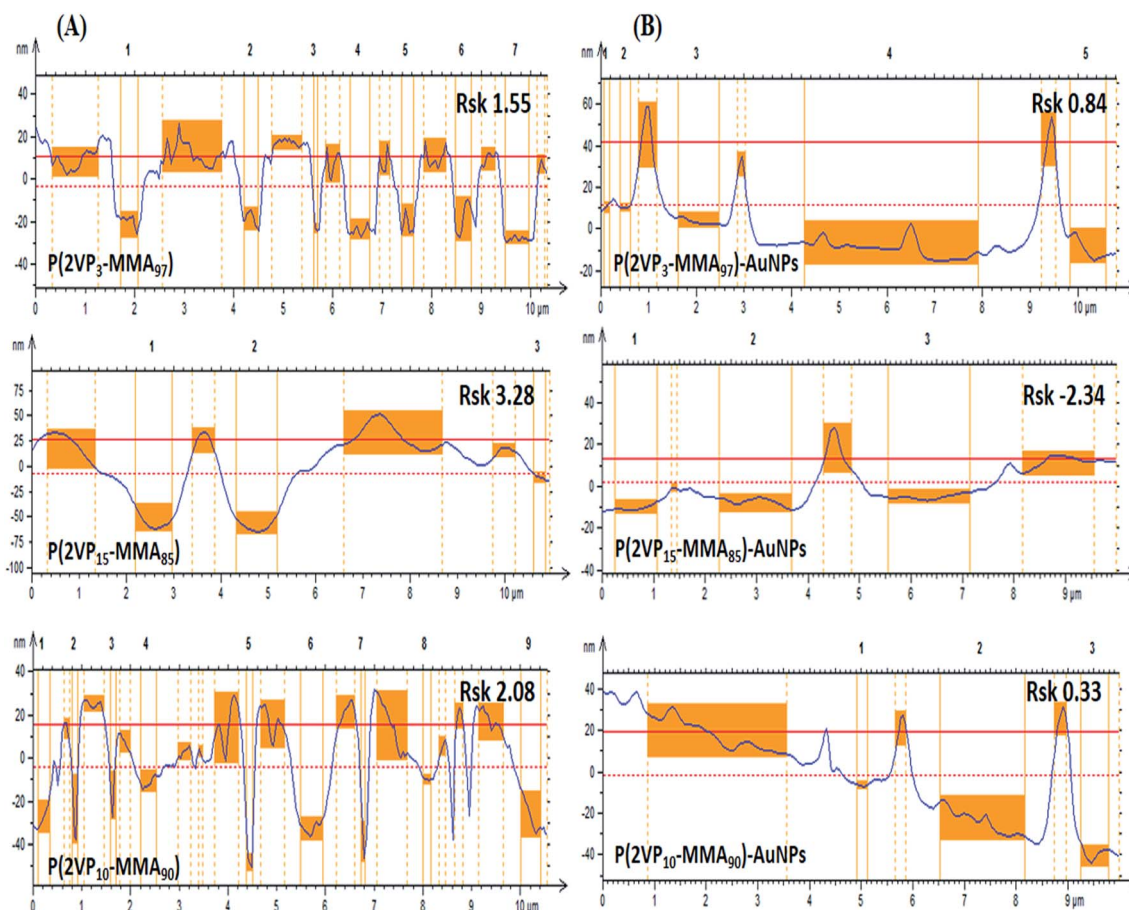 (A)
nm 1 2 3 4 5 6 7
Rsk 1.55
40
20
0
-20
-40
P(2VP₃-MMA₉₇)
0 1 2 3 4 5 6 7 8 9 10 µm
nm 1 2 3
Rsk 3.28
75
50
25
0
-25
-50
-75
-100
P(2VP₁₅-MMA₈₅)
0 1 2 3 4 5 6 7 8 9 10 µm
nm 1 2 3 4 5 6 7 8 9
Rsk 2.08
40
20
0
-20
-40
-60
P(2VP₁₀-MMA₉₀)
0 1 2 3 4 5 6 7 8 9 10 µm
(B)
nm 1 2 3 4 5
Rsk 0.84
60
40
20
0
-20
P(2VP₃-MMA₉₇)-AuNPs
0 1 2 3 4 5 6 7 8 9 10 µm
nm 1 2 3
Rsk -2.34
60
40
20
0
-20
-40
P(2VP₁₅-MMA₈₅)-AuNPs
0 1 2 3 4 5 6 7 8 9 µm
nm 1 2 3
Rsk 0.33
40
20
0
-20
-40
P(2VP₁₀-MMA₉₀)-AuNPs
0 1 2 3 4 5 6 7 8 9 µm